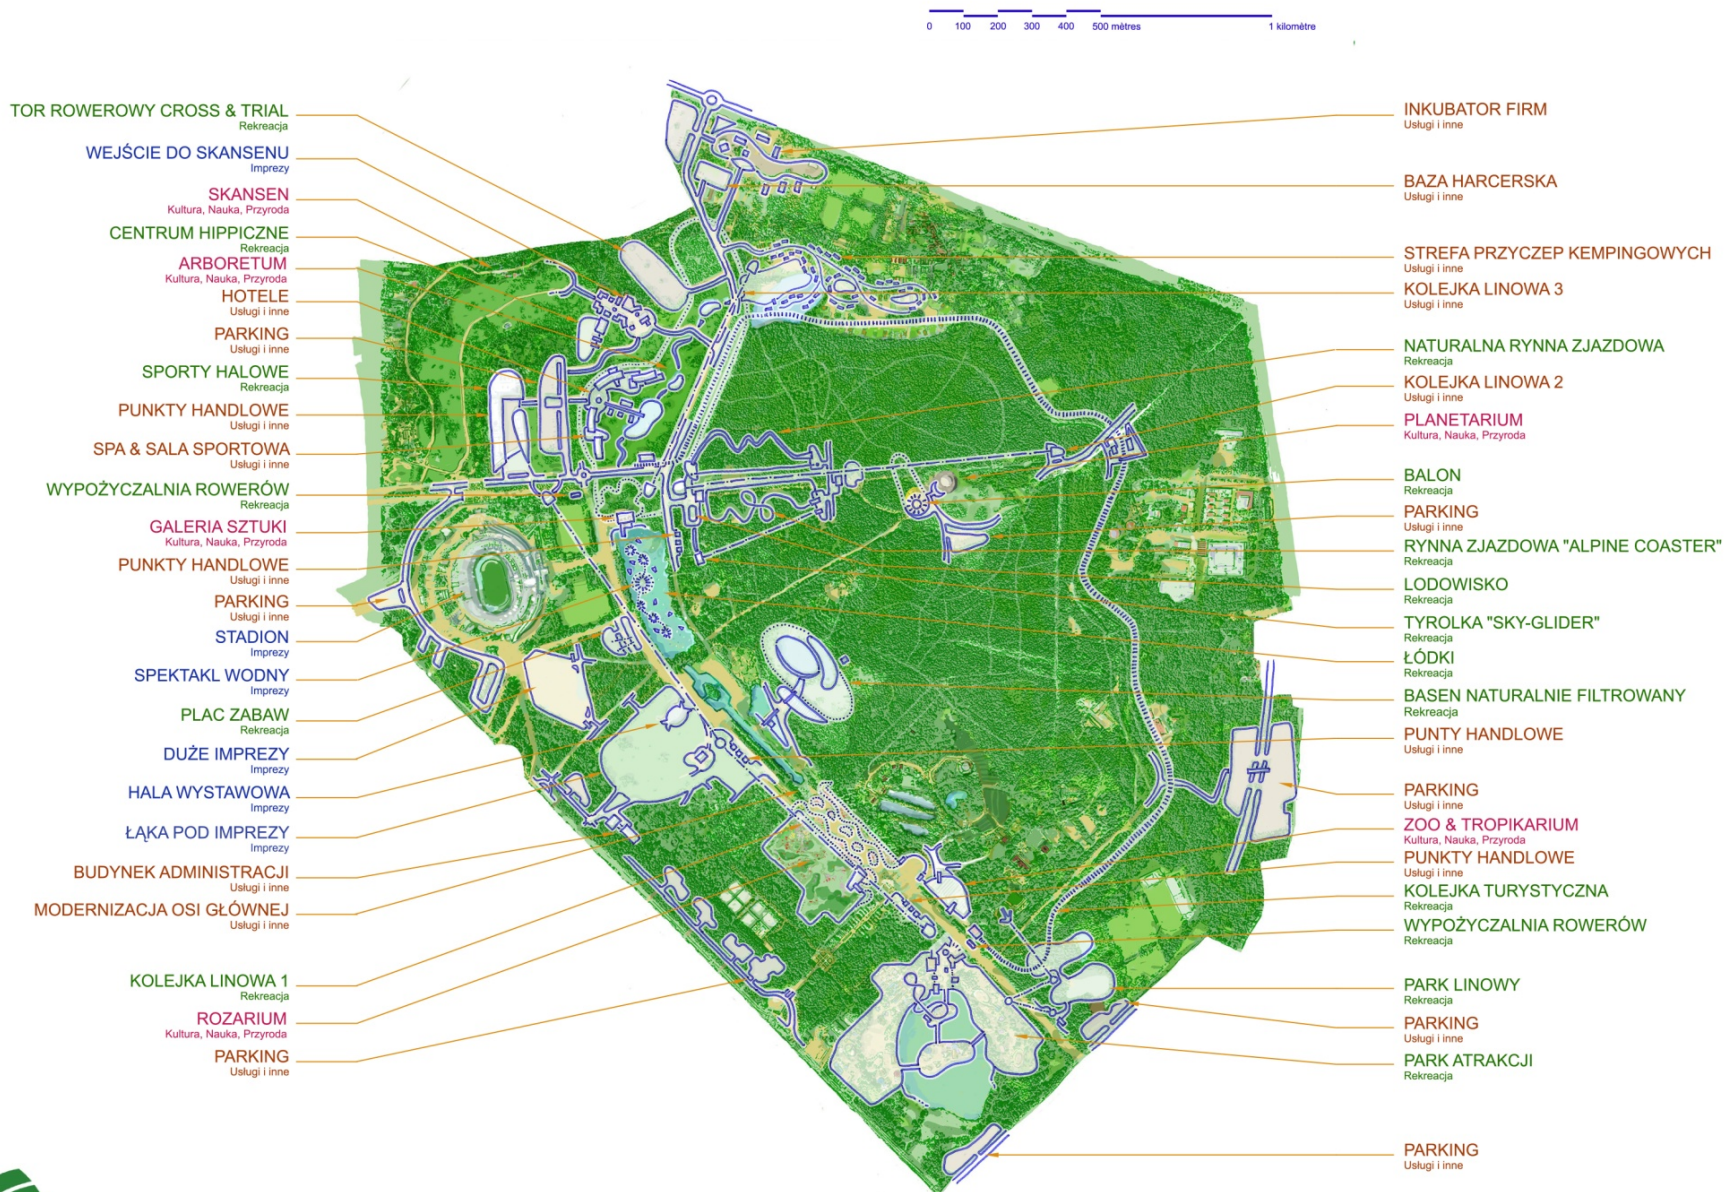 0 100 200 300 400 500 mètres 1 kilomètre
TOR ROWEROWY CROSS & TRIAL
Rekreacja
WEJŚCIE DO SKANSENU
Imprezy
SKANSEN
Kultura, Nauka, Przyroda
CENTRUM HIPPICZNE
Rekreacja
ARBORETUM
Kultura, Nauka, Przyroda
HOTELE
Usługi i inne
PARKING
Usługi i inne
SPORTY HALOWE
Rekreacja
PUNKTY HANDLOWE
Usługi i inne
SPA & SALA SPORTOWA
Usługi i inne
WYPOŻYCZALNIA ROWERÓW
Rekreacja
GALERIA SZTUKI
Kultura, Nauka, Przyroda
PUNKTY HANDLOWE
Usługi i inne
PARKING
Usługi i inne
STADION
Imprezy
SPEKTAKL WODNY
Imprezy
PLAC ZABAW
Rekreacja
DUŻE IMPREZY
Imprezy
HALA WYSTAWOWA
Imprezy
ŁĄKA POD IMPREZY
Imprezy
BUDYNEK ADMINISTRACJI
Usługi i inne
MODERNIZACJA OSI GŁÓWNEJ
Usługi i inne
KOLEJKA LINOWA 1
Rekreacja
ROZARIUM
Kultura, Nauka, Przyroda
PARKING
Usługi i inne
INKUBATOR FIRM
Usługi i inne
BAZA HARCERSKA
Usługi i inne
STREFA PRZYCZEP KEMPINGOWYCH
Usługi i inne
KOLEJKA LINOWA 3
Usługi i inne
NATURALNA RYNNA ZJAZDOWA
Rekreacja
KOLEJKA LINOWA 2
Usługi i inne
PLANETARIUM
Kultura, Nauka, Przyroda
BALON
Rekreacja
PARKING
Usługi i inne
RYNNA ZJAZDOWA "ALPINE COASTER"
Rekreacja
LODOWISKO
Rekreacja
TYROLKA "SKY-GLIDER"
Rekreacja
ŁÓDKI
Rekreacja
BASEN NATURALNIE FILTROWANY
Rekreacja
PUNTY HANDLOWE
Usługi i inne
PARKING
Usługi i inne
ZOO & TROPIKARIUM
Kultura, Nauka, Przyroda
PUNKTY HANDLOWE
Usługi i inne
KOLEJKA TURYSTYCZNA
Rekreacja
WYPOŻYCZALNIA ROWERÓW
Rekreacja
PARK LINOWY
Rekreacja
PARKING
Usługi i inne
PARK ATRAKCJI
Rekreacja
PARKING
Usługi i inne